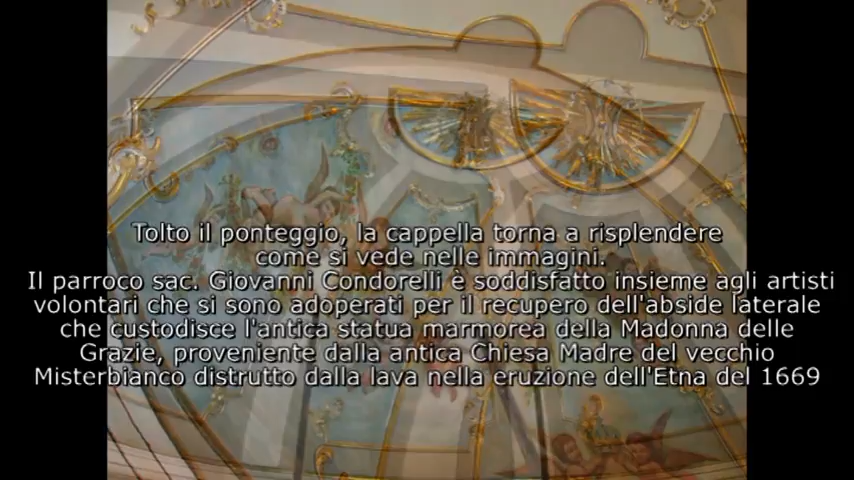 Tolto il ponteggio, la cappella torna a risplendere
come si vede nelle immagini.
Il parroco sac. Giovanni Condorelli è soddisfatto insieme agli artisti
volontari che si sono adoperati per il recupero dell'abside laterale
che custodisce l'antica statua marmorea della Madonna delle
Grazie, proveniente dalla antica Chiesa Madre del vecchio
Misterbianco distrutto dalla lava nella eruzione dell'Etna del 1669